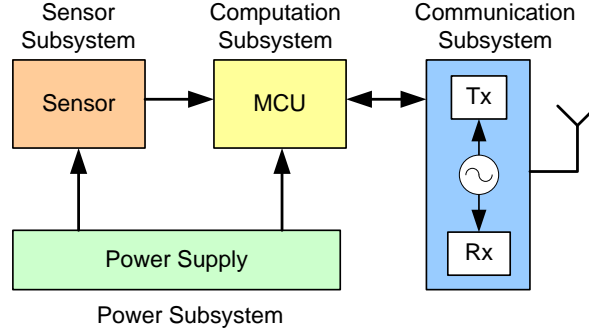 Sensor
Subsystem
Computation
Subsystem
Communication
Subsystem
Sensor
MCU
Tx
Rx
Power Supply
Power Subsystem